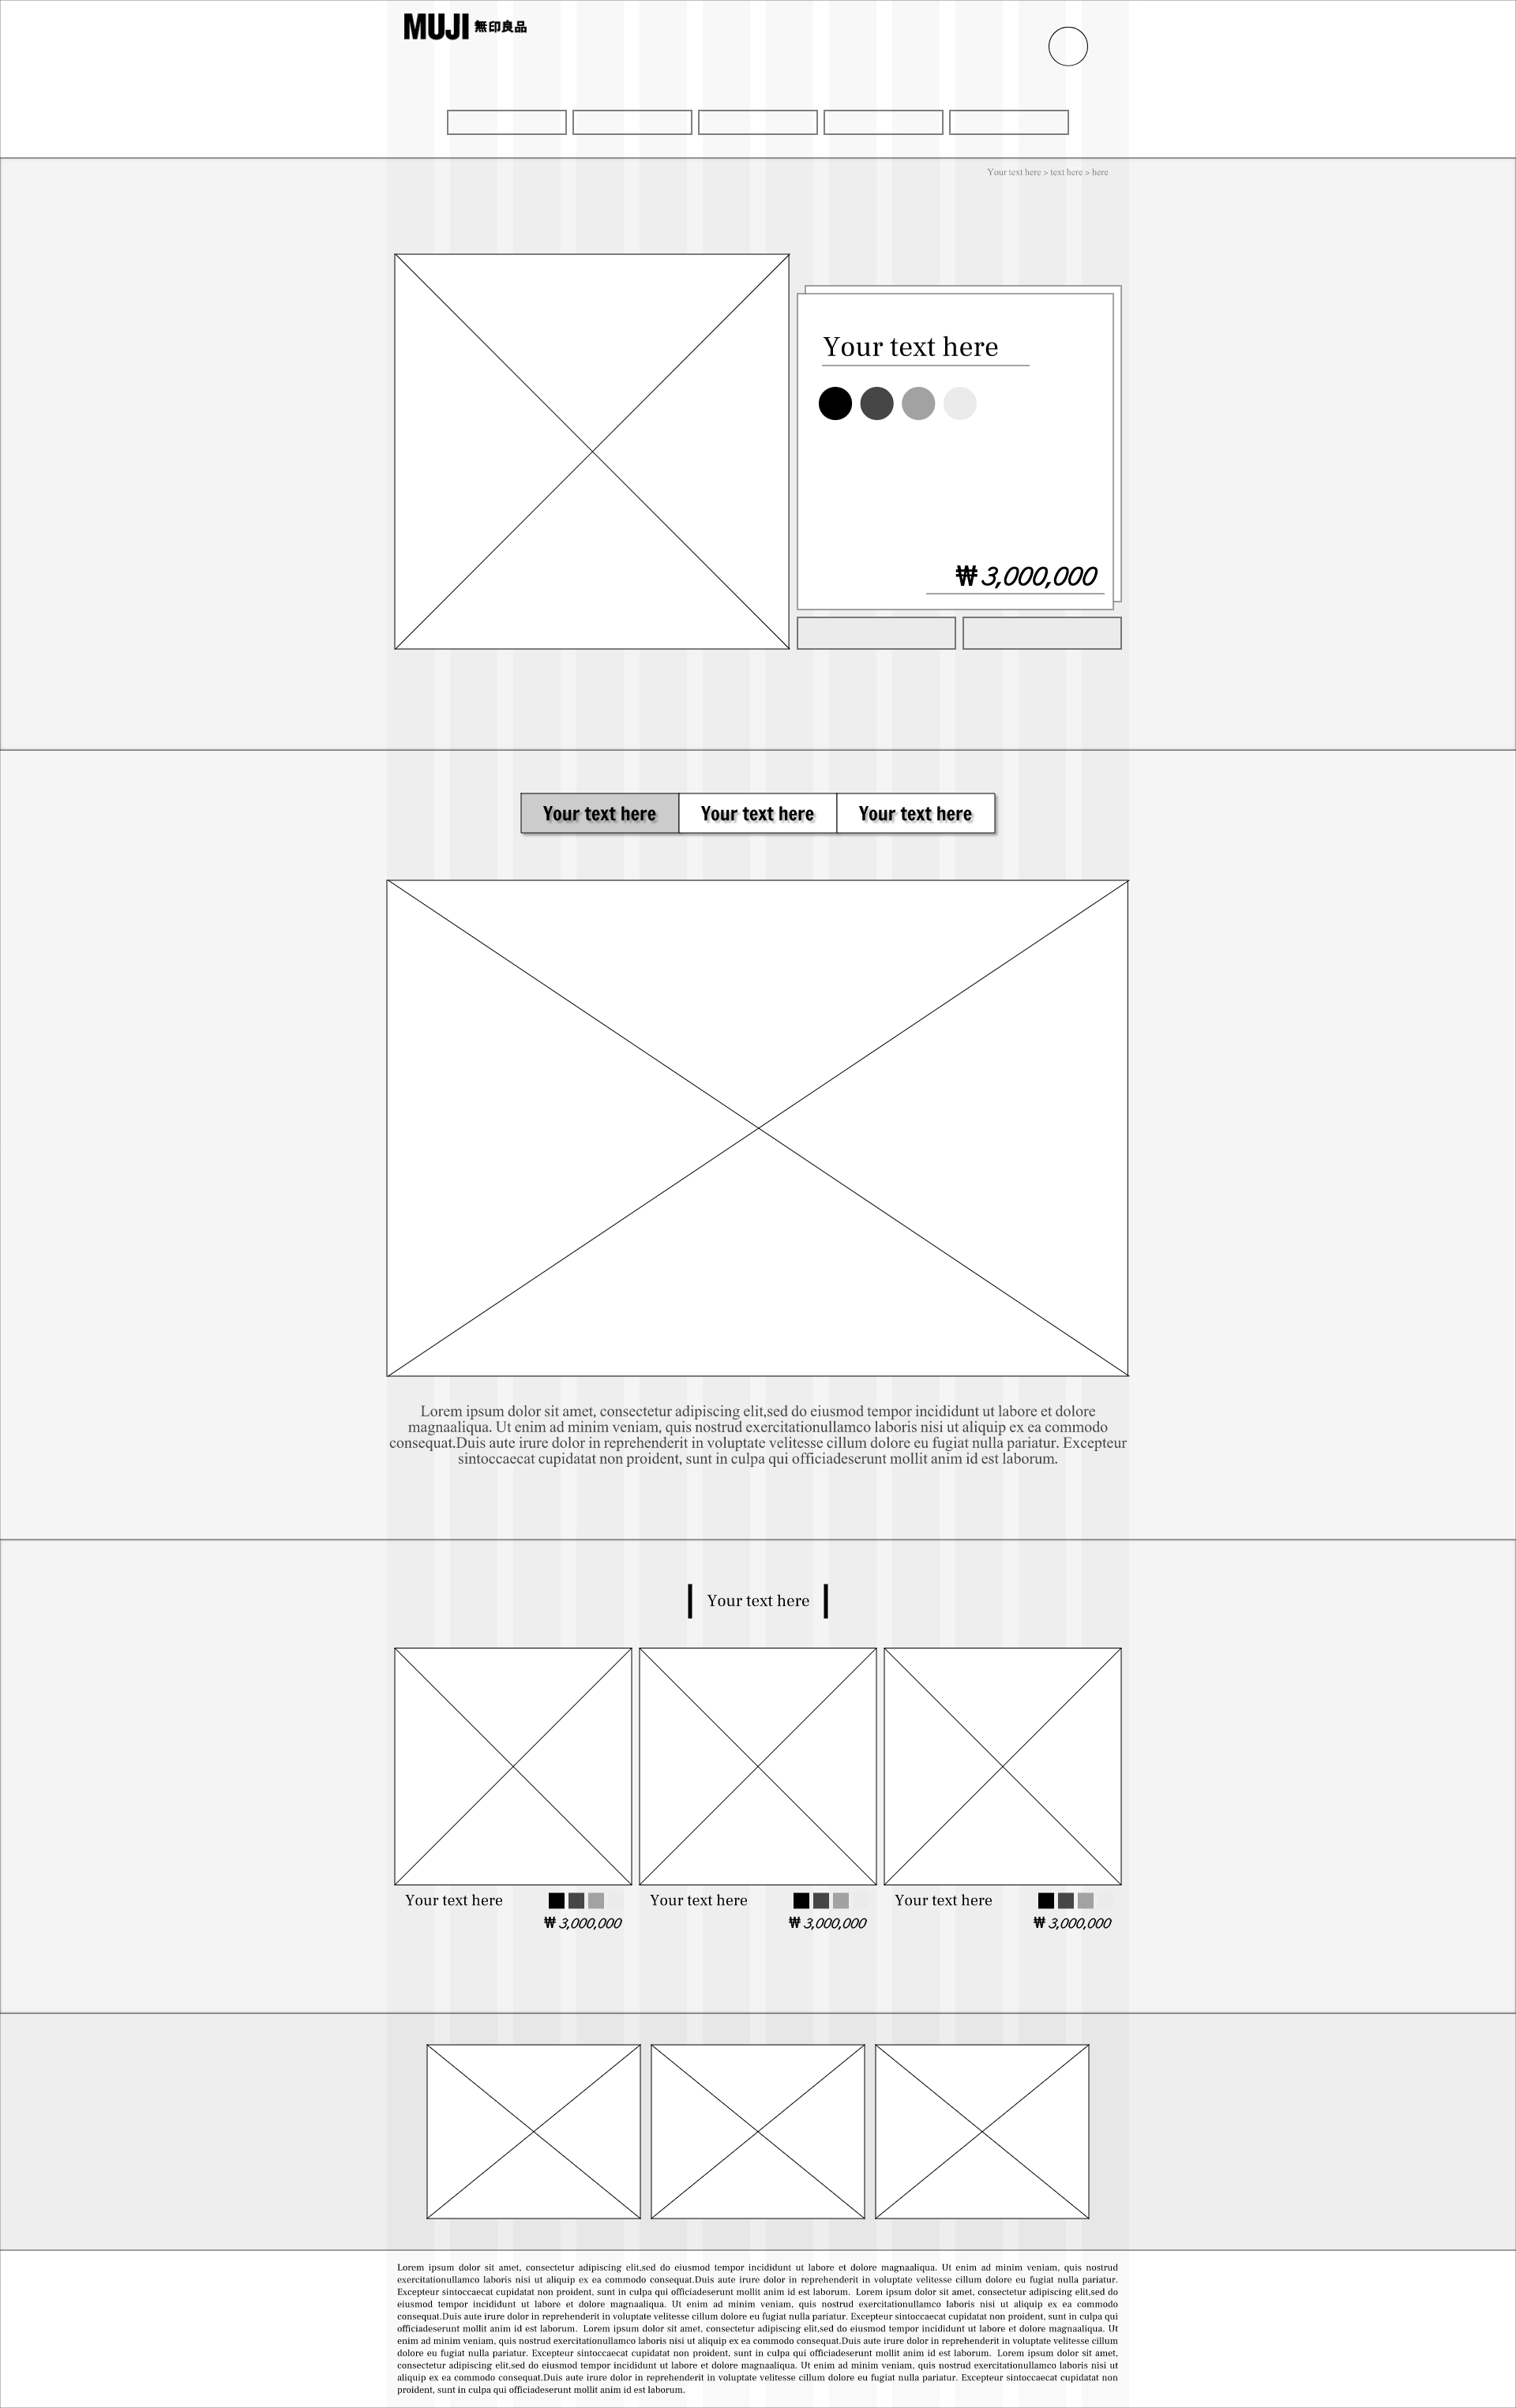 MUJI 無印良品
Your text here > text here > here
Your text here
₩ 3,000,000
Your text here
Your text here
Your text here
Lorem ipsum dolor sit amet, consectetur adipiscing elit,sed do eiusmod tempor incididunt ut labore et dolore
magnaaliqua. Ut enim ad minim veniam, quis nostrud exercitationullamco laboris nisi ut aliquip ex ea commodo
consequat.Duis aute irure dolor in reprehenderit in voluptate velitesse cillum dolore eu fugiat nulla pariatur. Excepteur
sintoccaecat cupidatat non proident, sunt in culpa qui officiadeserunt mollit anim id est laborum.
Your text here
Your text here
₩ 3,000,000
Your text here
₩ 3,000,000
Your text here
₩ 3,000,000
Lorem ipsum dolor sit amet, consectetur adipiscing elit,sed do eiusmod tempor incididunt ut labore et dolore magnaaliqua. Ut enim ad minim veniam, quis nostrud
exercitationullamco laboris nisi ut aliquip ex ea commodo consequat.Duis aute irure dolor in reprehenderit in voluptate velitesse cillum dolore eu fugiat nulla pariatur.
Excepteur sintoccaecat cupidatat non proident, sunt in culpa qui officiadeserunt mollit anim id est laborum. Lorem ipsum dolor sit amet, consectetur adipiscing elit,sed do
eiusmod tempor incididunt ut labore et dolore magnaaliqua. Ut enim ad minim veniam, quis nostrud exercitationullamco laboris nisi ut aliquip ex ea commodo
consequat.Duis aute irure dolor in reprehenderit in voluptate velitesse cillum dolore eu fugiat nulla pariatur. Excepteur sintoccaecat cupidatat non proident, sunt in culpa qui
officiadeserunt mollit anim id est laborum. Lorem ipsum dolor sit amet, consectetur adipiscing elit,sed do eiusmod tempor incididunt ut labore et dolore magnaaliqua. Ut
enim ad minim veniam, quis nostrud exercitationullamco laboris nisi ut aliquip ex ea commodo consequat.Duis aute irure dolor in reprehenderit in voluptate velitesse cillum
dolore eu fugiat nulla pariatur. Excepteur sintoccaecat cupidatat non proident, sunt in culpa qui officiadeserunt mollit anim id est laborum. Lorem ipsum dolor sit amet,
consectetur adipiscing elit,sed do eiusmod tempor incididunt ut labore et dolore magnaaliqua. Ut enim ad minim veniam, quis nostrud exercitationullamco laboris nisi ut
aliquip ex ea commodo consequat.Duis aute irure dolor in reprehenderit in voluptate velitesse cillum dolore eu fugiat nulla pariatur. Excepteur sintoccaecat cupidatat non
proident, sunt in culpa qui officiadeserunt mollit anim id est laborum.